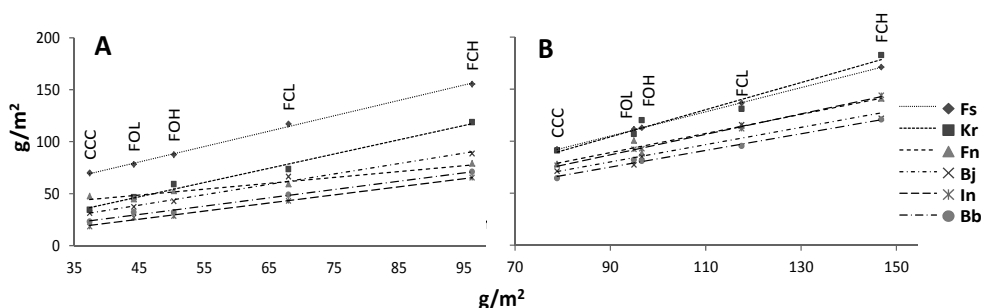 A
B
g/m²
200
150
100
50
0
CCC
FOL
FOH
FCL
FCH
CCC
FOL
FOH
FCL
FCH
35
45
55
65
75
85
95
70
90
110
130
150
g/m²
Fs
Kr
Fn
Bj
In
Bb